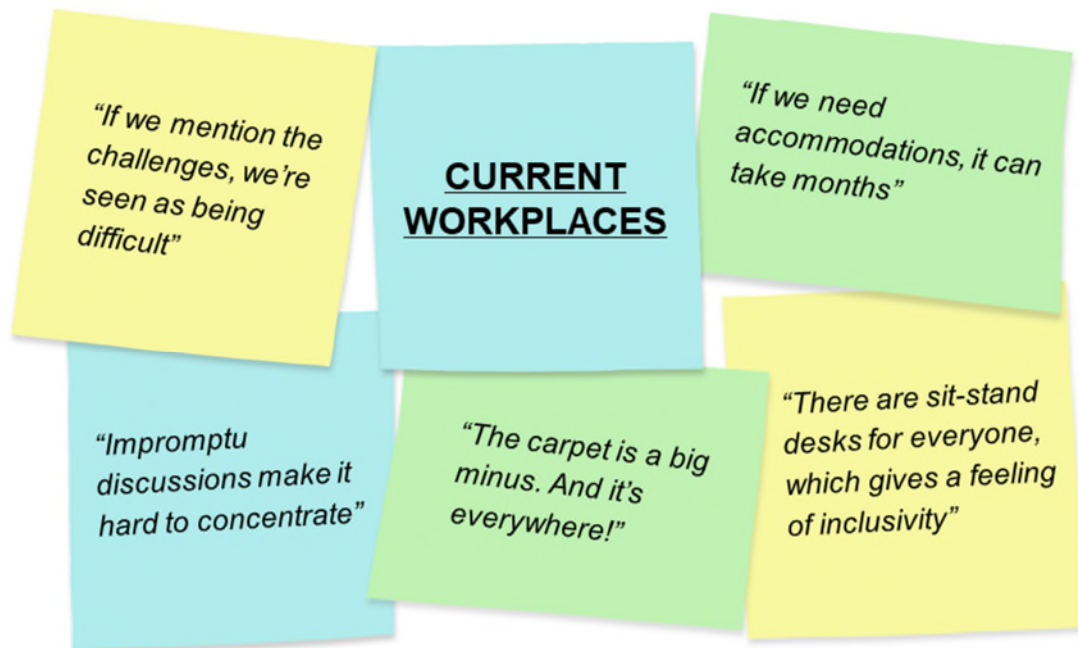 “If we mention the
challenges, we’re
seen as being
difficult”
CURRENT
WORKPLACES
“If we need
accommodations, it can
take months”
“Impromptu
discussions make it
hard to concentrate”
“The carpet is a big
minus. And it’s
everywhere!”
“There are sit-stand
desks for everyone,
which gives a feeling
of inclusivity”